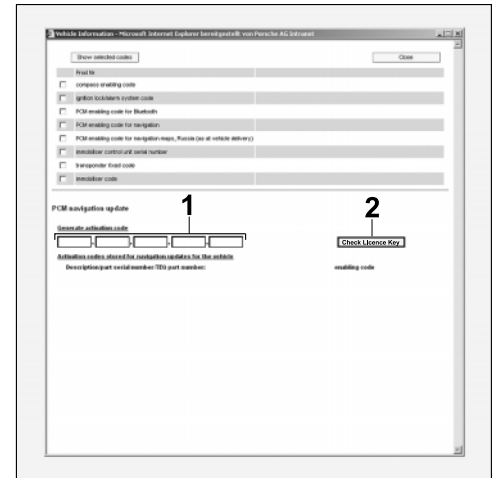 Vehicle Information - Microsoft Internet Explorer bereitgestellt von Porsche AG Intranet
Show selected codes
Close
Prod Nr
compass enabling code
ignition lock/alarm system code
PCM enabling code for Bluetooth
PCM enabling code for navigation
PCM enabling code for navigation maps, Russia (as at vehicle delivery)
immobiliser control unit serial number
transponder fixed code
immobiliser code
PCM navigation update
1
2
Generate activation code
Check Licence Key
Activation codes stored for navigation updates for the vehicle
Description/part serial number/TEQ part number:
enabling code